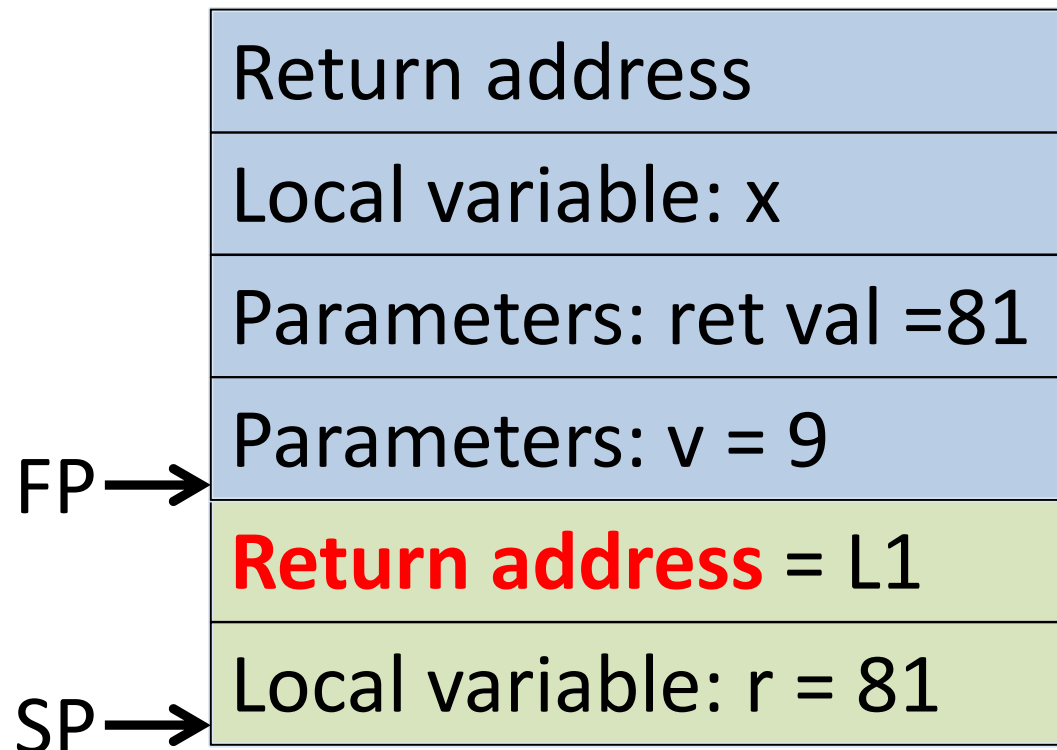 Return address
Local variable: x
Parameters: ret val =81
Parameters: v = 9
FP
Return address = L1
Local variable: r = 81
SP